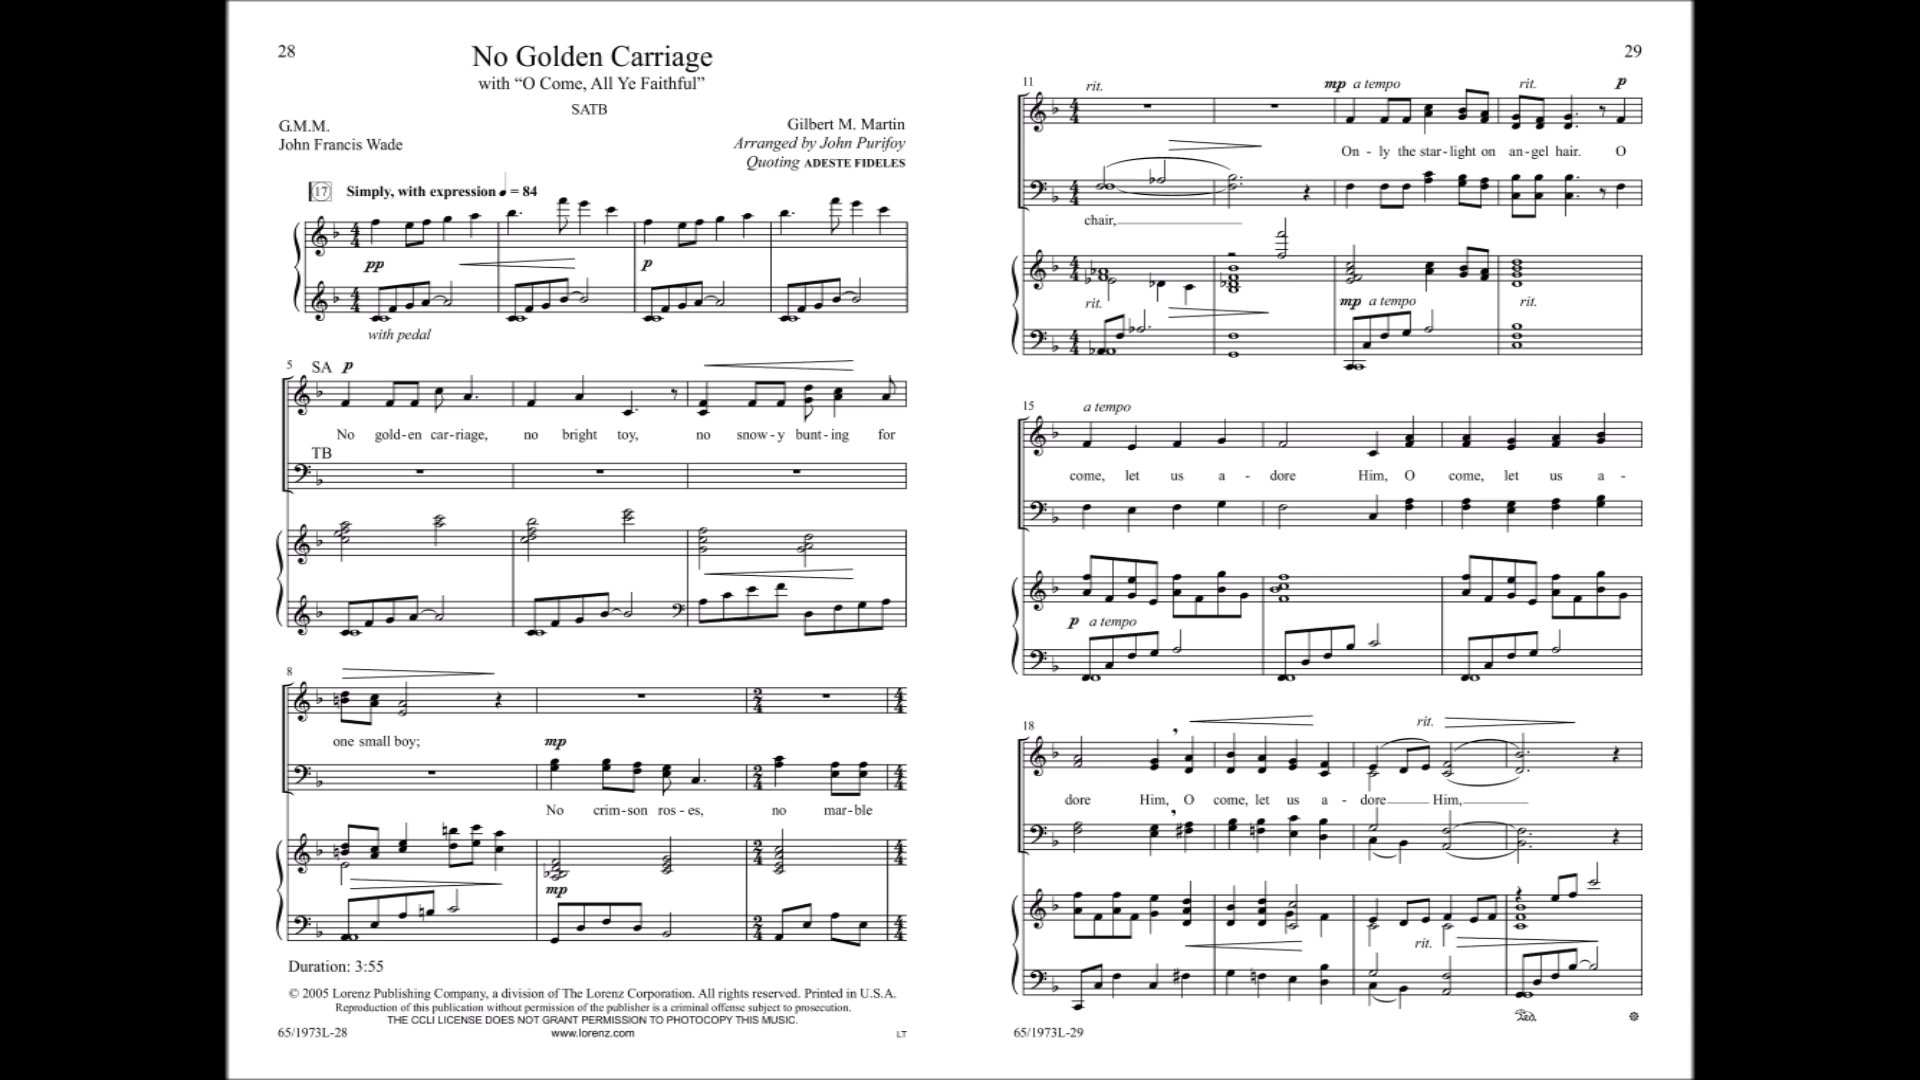 28
No Golden Carriage
with “O Come, All Ye Faithful”
SATB
G.M.M.
John Francis Wade
Gilbert M. Martin
Arranged by John Purifoy
Quoting ADESTE FIDELES
17 Simply, with expression ♩ = 84
pp p
with pedal
5 SA p
No gold-en car-riage, no bright toy, no snow-y bunt-ing for
TB
8
one small boy;
mp
No crim-son ros-es, no mar-ble
mp
Duration: 3:55
© 2005 Lorenz Publishing Company, a division of The Lorenz Corporation. All rights reserved. Printed in U.S.A.
Reproduction of this publication without permission of the publisher is a criminal offense subject to prosecution.
THE CCLI LICENSE DOES NOT GRANT PERMISSION TO PHOTOCOPY THIS MUSIC.
www.lorenz.com
65/1973L-28
LT
29
11 rit. mp a tempo rit. p
On - ly the star-light on an-gel hair. O
chair,
rit. mp a tempo rit.
15 a tempo
come, let us a - dore Him, O come, let us a -
p a tempo
18 rit.
dore Him, O come, let us a - dore Him,
rit.
Ped.
65/1973L-29